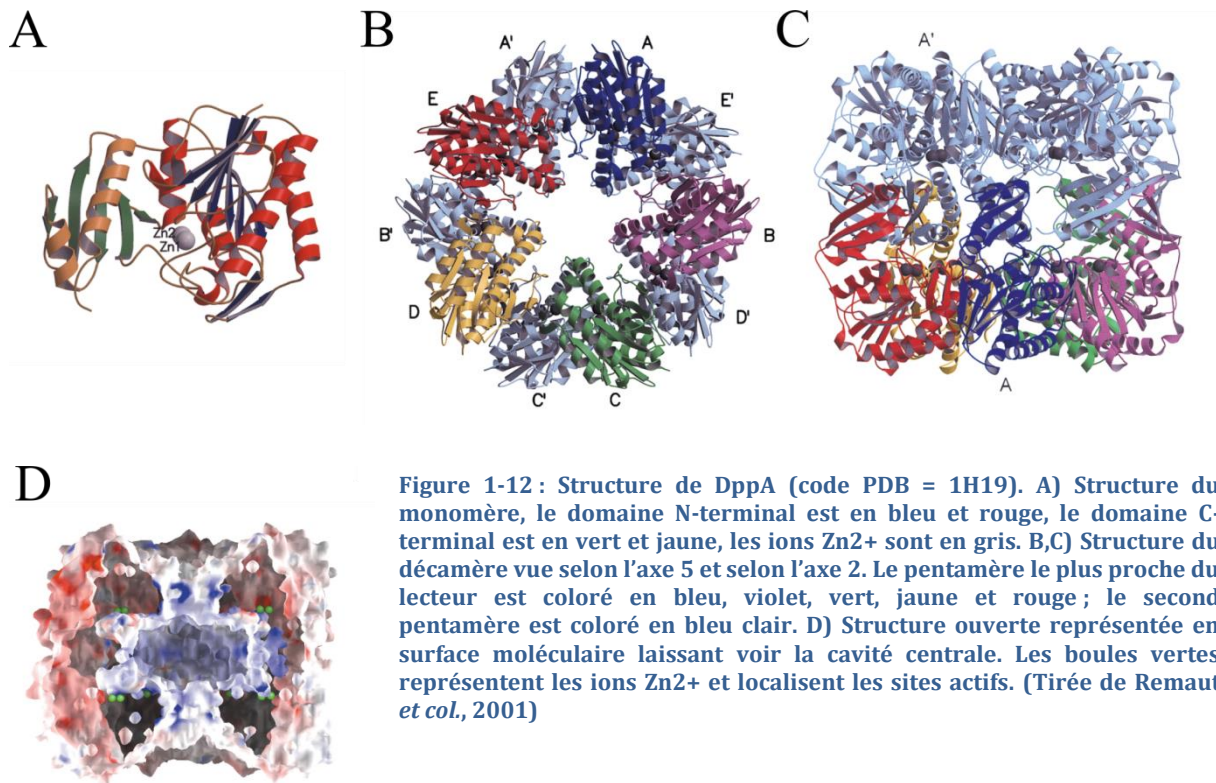 A
B
C
Zn2
Zn1
A'
A
E
E'
B'
B
D
D'
C'
C
A'
A
D
Figure 1-12 : Structure de DppA (code PDB = 1H19). A) Structure du
monomère, le domaine N-terminal est en bleu et rouge, le domaine C-
terminal est en vert et jaune, les ions Zn2+ sont en gris. B,C) Structure du
décamère vue selon l'axe 5 et selon l'axe 2. Le pentamère le plus proche du
lecteur est coloré en bleu, violet, vert, jaune et rouge ; le second
pentamère est coloré en bleu clair. D) Structure ouverte représentée en
surface moléculaire laissant voir la cavité centrale. Les boules vertes
représentent les ions Zn2+ et localisent les sites actifs. (Tirée de Remaut
et col., 2001)